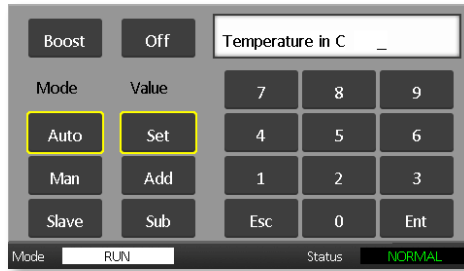 Boost Off Temperature in C _
Mode Value 7 8 9
Auto Set 4 5 6
Man Add 1 2 3
Slave Sub Esc 0 Ent
Mode RUN Status NORMAL